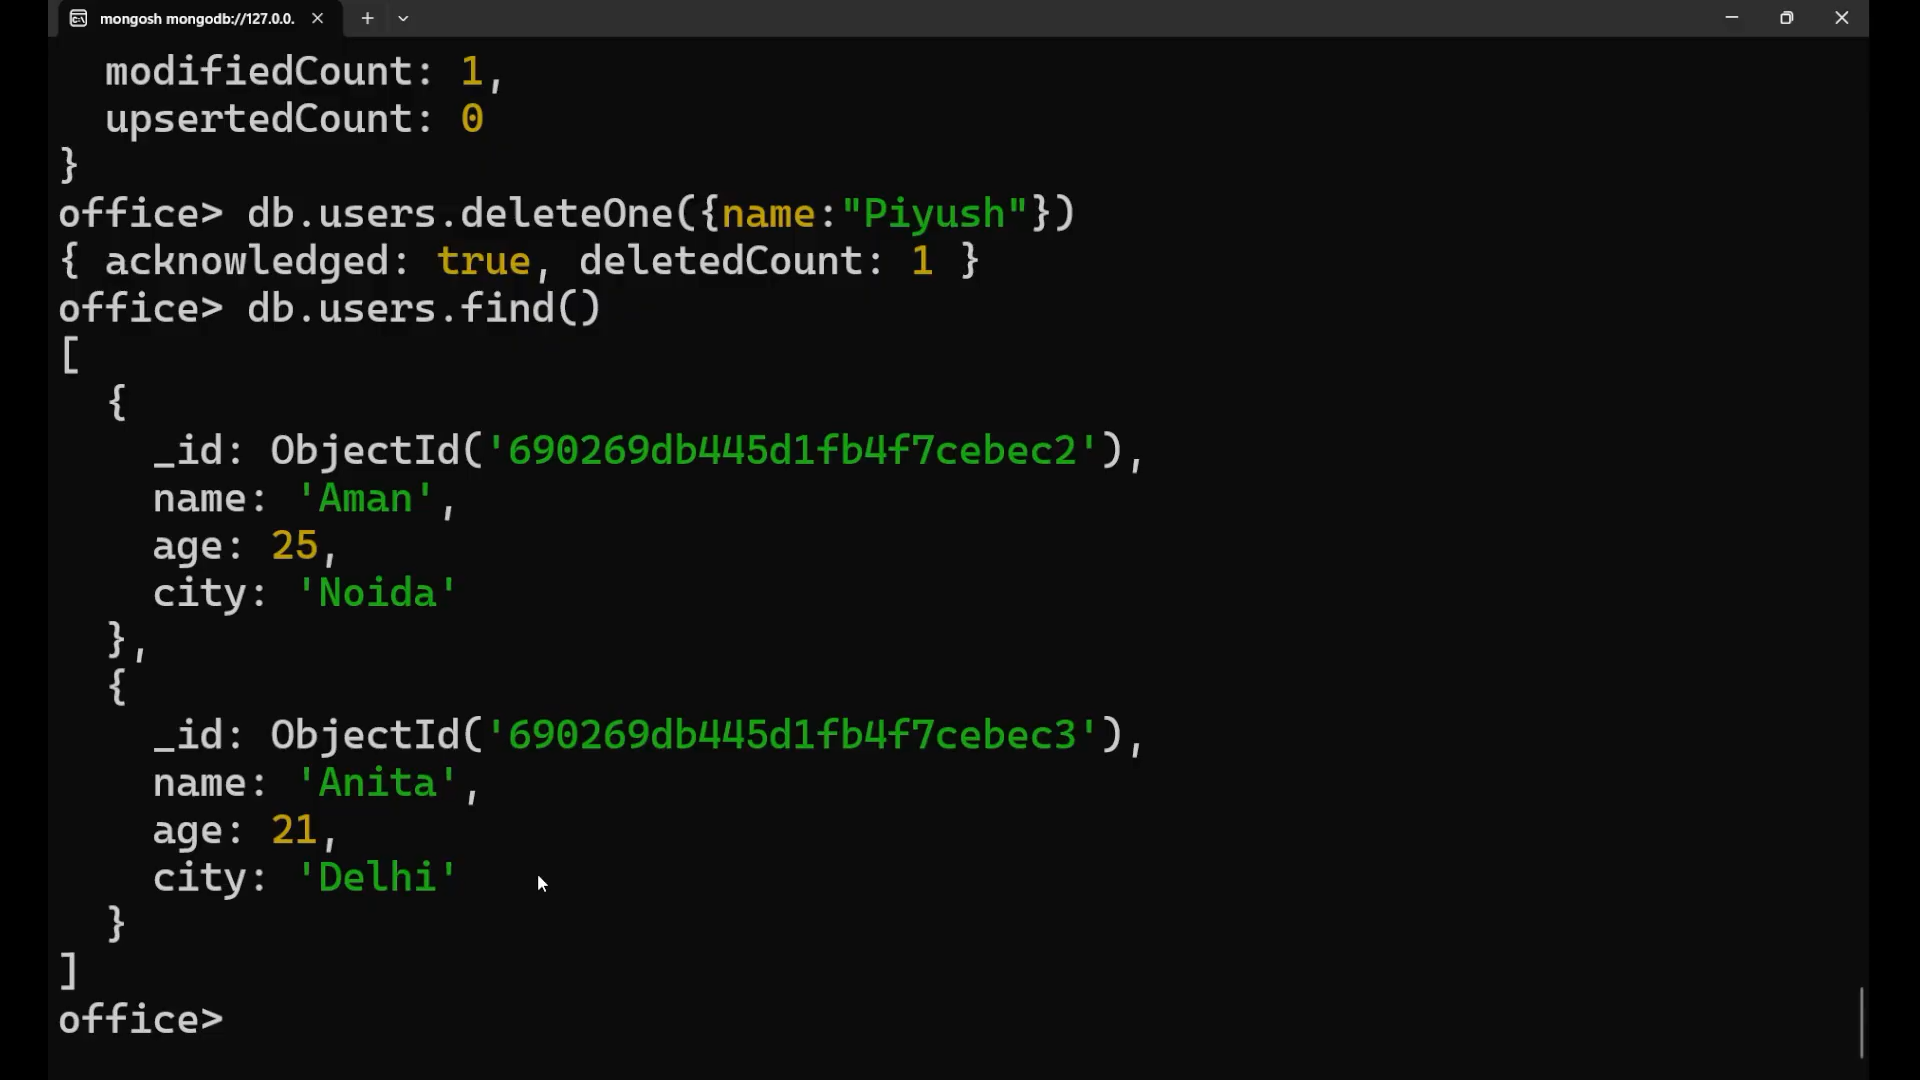 mongosh mongodb://127.0.0.
modifiedCount: 1,
upsertedCount: 0
}
office> db.users.deleteOne({name:"Piyush"})
{ acknowledged: true, deletedCount: 1 }
office> db.users.find()
[
{
_id: ObjectId('690269db445d1fb4f7cebec2'),
name: 'Aman',
age: 25,
city: 'Noida'
},
{
_id: ObjectId('690269db445d1fb4f7cebec3'),
name: 'Anita',
age: 21,
city: 'Delhi'
}
]
office>